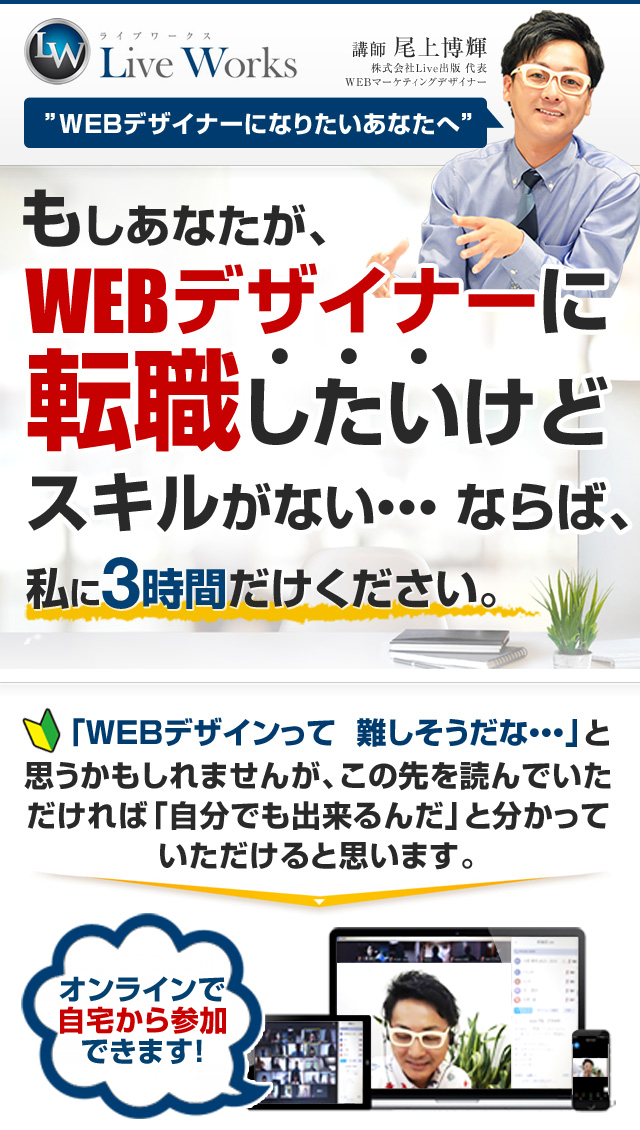 LW
ライブワークス
Live Works
講師 尾上博輝
株式会社Live出版 代表
WEBマーケティングデザイナー
”WEBデザイナーになりたいあなたへ”
もしあなたが、
WEBデザイナーに
転職したいけど
スキルがない・・・ ならば、
私に3時間だけください。
「WEBデザインって 難しそうだな・・・」と
思うかもしれませんが、この先を読んでいた
だければ「自分でも出来るんだ」と分かって
いただけると思います。
オンラインで
自宅から参加
できます!